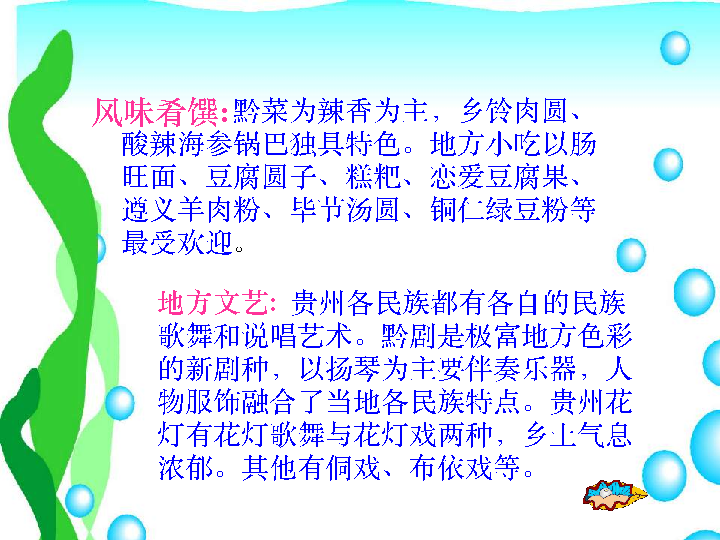 风味肴馔:黔菜为辣香为主，乡铃肉圆、
酸辣海参锅巴独具特色。地方小吃以肠
旺面、豆腐圆子、糕粑、恋爱豆腐果、
遵义羊肉粉、毕节汤圆、铜仁绿豆粉等
最受欢迎。
地方文艺: 贵州各民族都有各自的民族
歌舞和说唱艺术。黔剧是极富地方色彩
的新剧种，以扬琴为主要伴奏乐器，人
物服饰融合了当地各民族特点。贵州花
灯有花灯歌舞与花灯戏两种，乡土气息
浓郁。其他有侗戏、布依戏等。